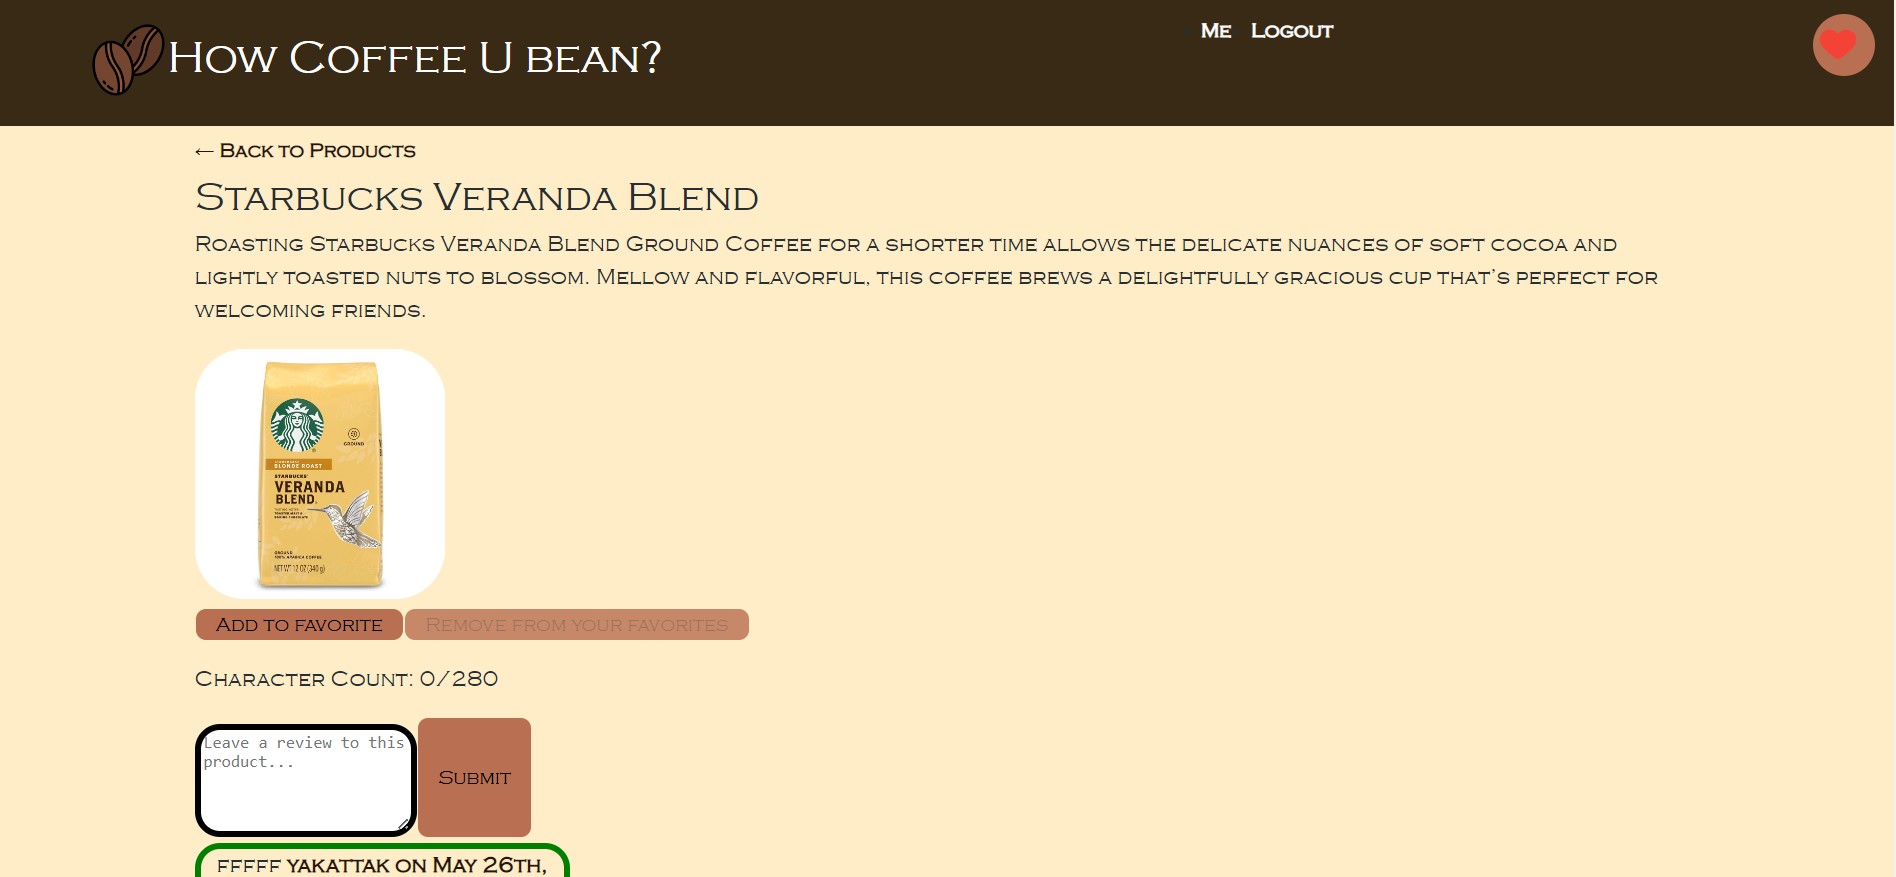 How Coffee U bean?
Me Logout
← Back to Products
Starbucks Veranda Blend
Roasting Starbucks Veranda Blend Ground Coffee for a shorter time allows the delicate nuances of soft cocoa and
lightly toasted nuts to blossom. Mellow and flavorful, this coffee brews a delightfully gracious cup that's perfect for
welcoming friends.
GROUND
BLONDE ROAST
STARBUCKS
VERANDA
BLEND
GROUND
100% ARABICA COFFEE
NET WT 12 OZ (340 g)
Add to favorite Remove from your favorites
Character Count: 0/280
Leave a review to this
product...
Submit
fffff yakattak on May 26th,